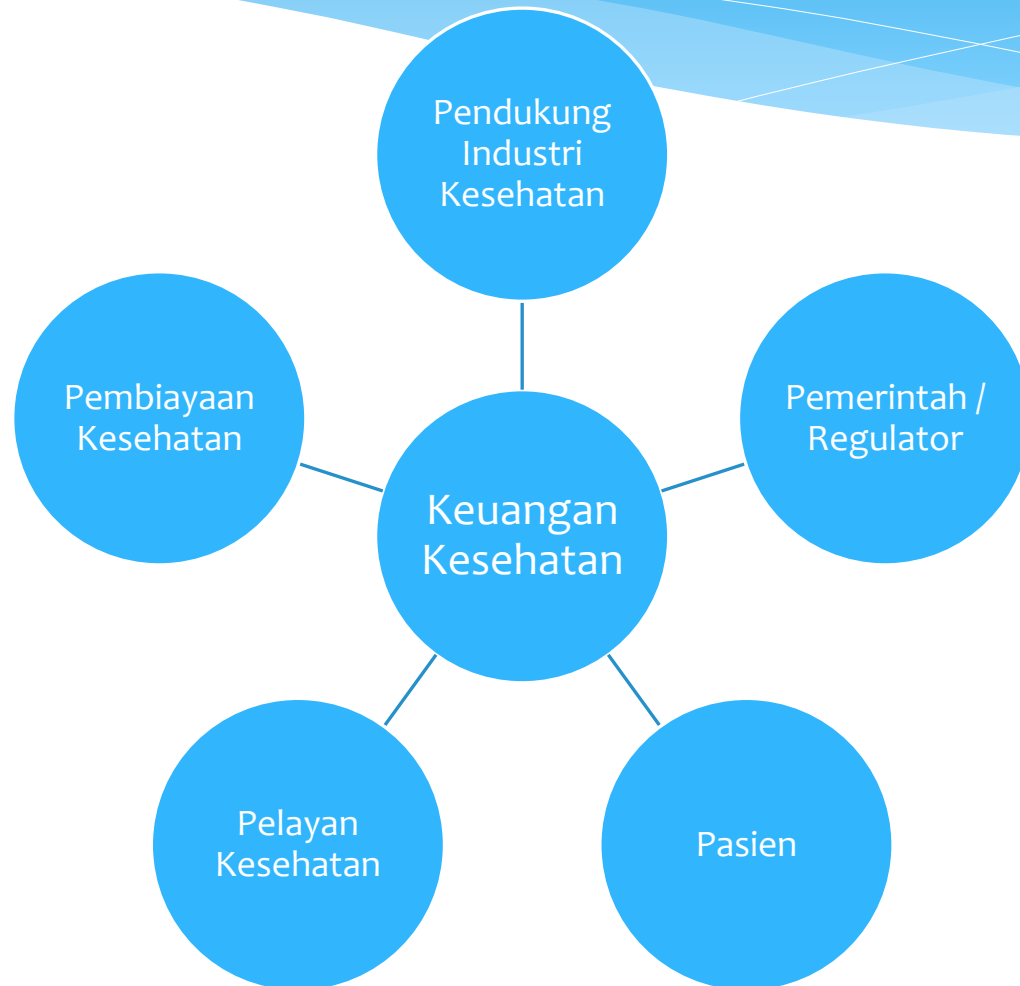 Pendukung
Industri
Kesehatan
Pembiayaan
Kesehatan
Pemerintah /
Regulator
Keuangan
Kesehatan
Pelayan
Kesehatan
Pasien